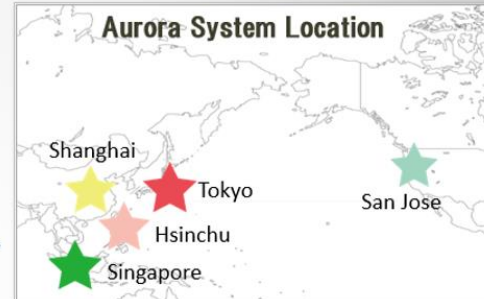 Aurora System Location
Shanghai
Tokyo
San Jose
Hsinchu
Singapore